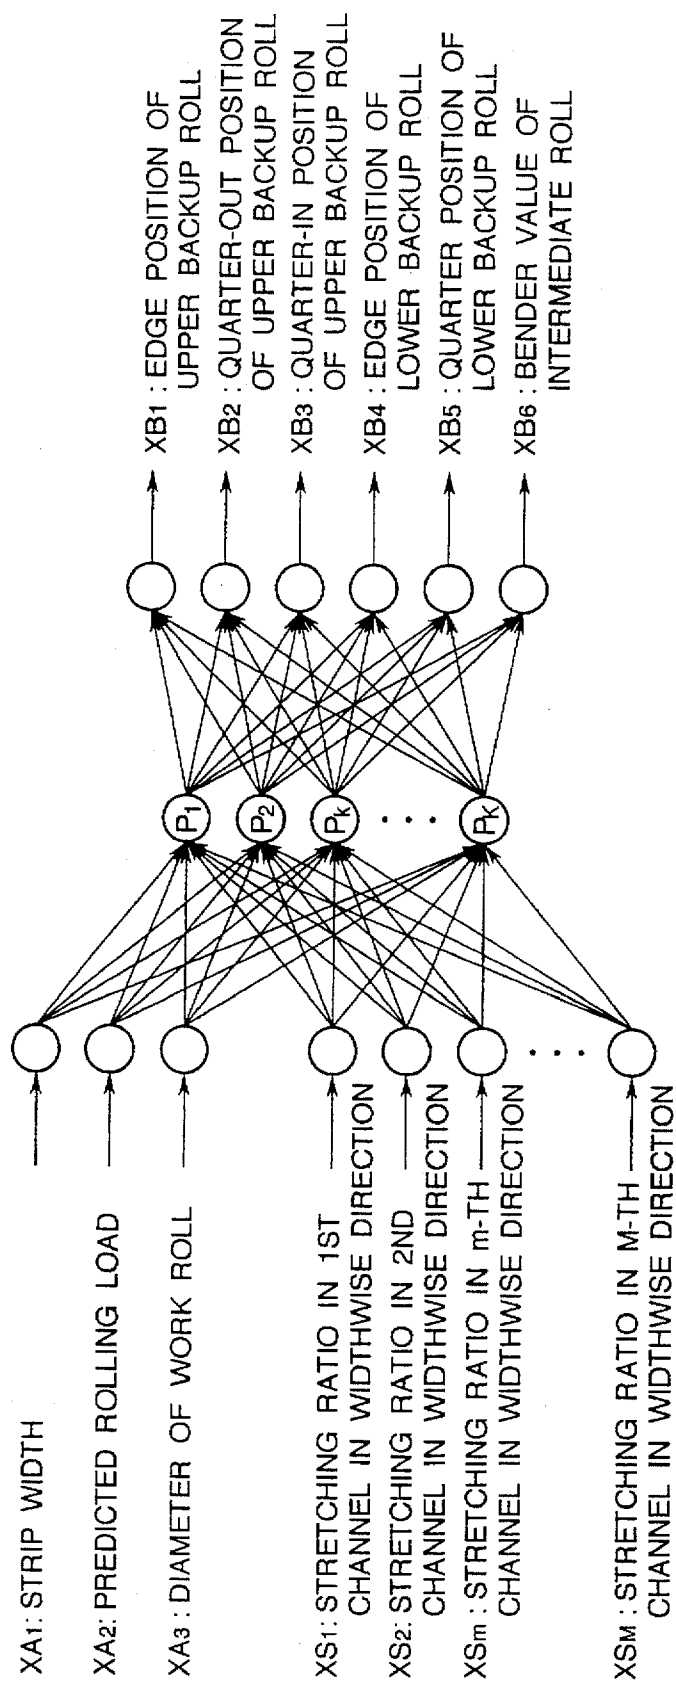 XA1: STRIP WIDTH
XA2: PREDICTED ROLLING LOAD
XA3 : DIAMETER OF WORK ROLL
XS1: STRETCHING RATIO IN 1ST
CHANNEL IN WIDTHWISE DIRECTION
XS2: STRETCHING RATIO IN 2ND
CHANNEL IN WIDTHWISE DIRECTION
XSm : STRETCHING RATIO IN m-TH
CHANNEL IN WIDTHWISE DIRECTION
XSM : STRETCHING RATIO IN M-TH
CHANNEL IN WIDTHWISE DIRECTION
P1
P2
Pk
PK
XB1 : EDGE POSITION OF
UPPER BACKUP ROLL
XB2 : QUARTER-OUT POSITION
OF UPPER BACKUP ROLL
XB3 : QUARTER-IN POSITION
OF UPPER BACKUP ROLL
XB4 : EDGE POSITION OF
LOWER BACKUP ROLL
XB5 : QUARTER POSITION OF
LOWER BACKUP ROLL
XB6 : BENDER VALUE OF
INTERMEDIATE ROLL